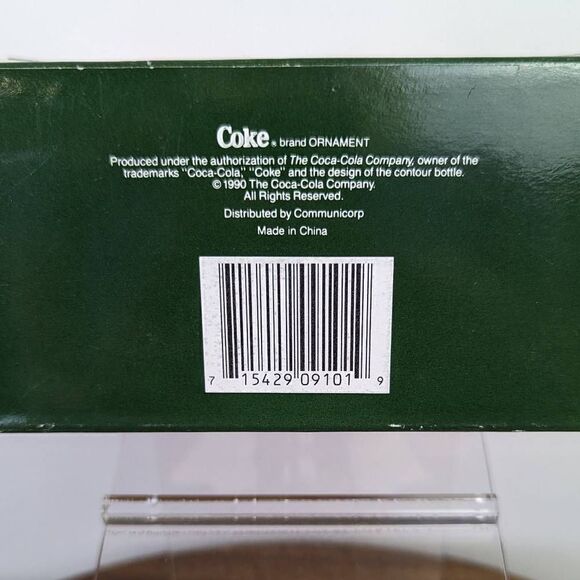 Coke® brand ORNAMENT
Produced under the authorization of The Coca-Cola Company, owner of the
trademarks "Coca-Cola," "Coke" and the design of the contour bottle.
© 1990 The Coca-Cola Company.
All Rights Reserved.
Distributed by Communicorp
Made in China
7 15429 09101 9